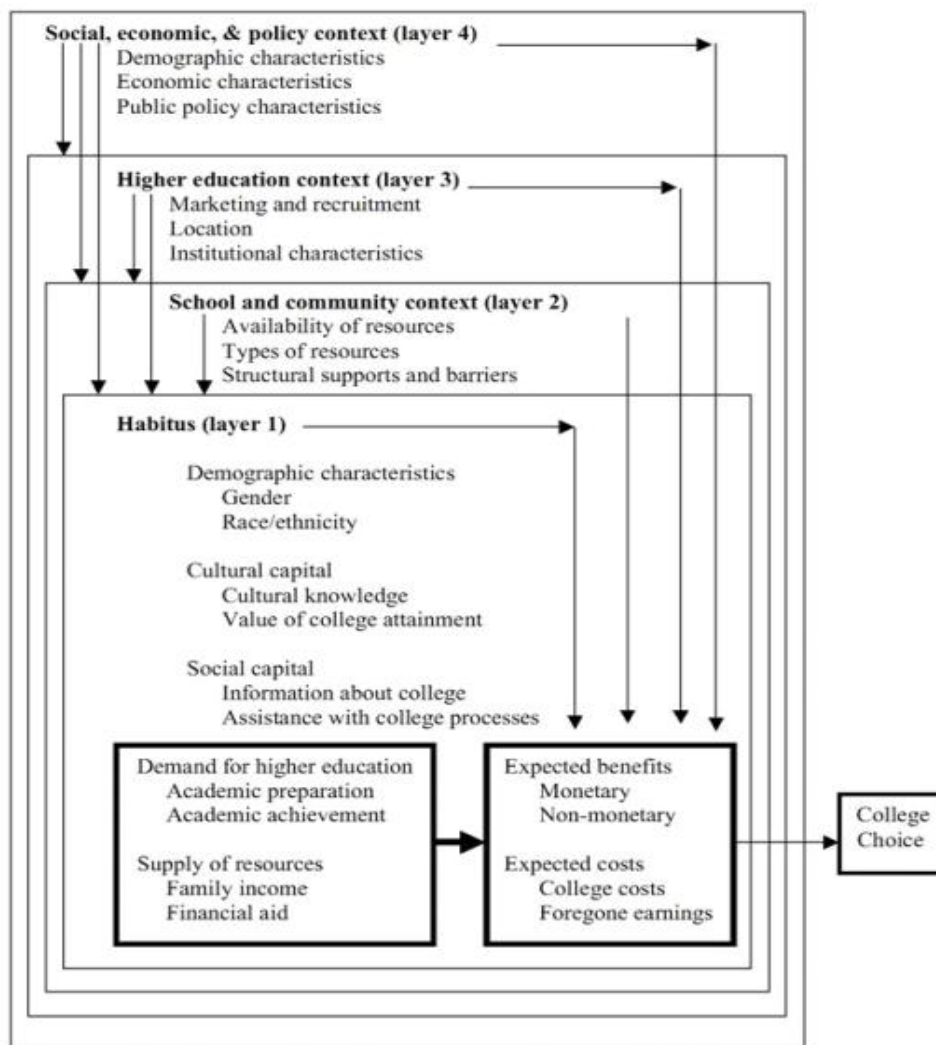 Social, economic, & policy context (layer 4)
Demographic characteristics
Economic characteristics
Public policy characteristics
Higher education context (layer 3)
Marketing and recruitment
Location
Institutional characteristics
School and community context (layer 2)
Availability of resources
Types of resources
Structural supports and barriers
Habitus (layer 1)
Demographic characteristics
Gender
Race/ethnicity
Cultural capital
Cultural knowledge
Value of college attainment
Social capital
Information about college
Assistance with college processes
Demand for higher education
Academic preparation
Academic achievement
Supply of resources
Family income
Financial aid
Expected benefits
Monetary
Non-monetary
Expected costs
College costs
Foregone earnings
College
Choice